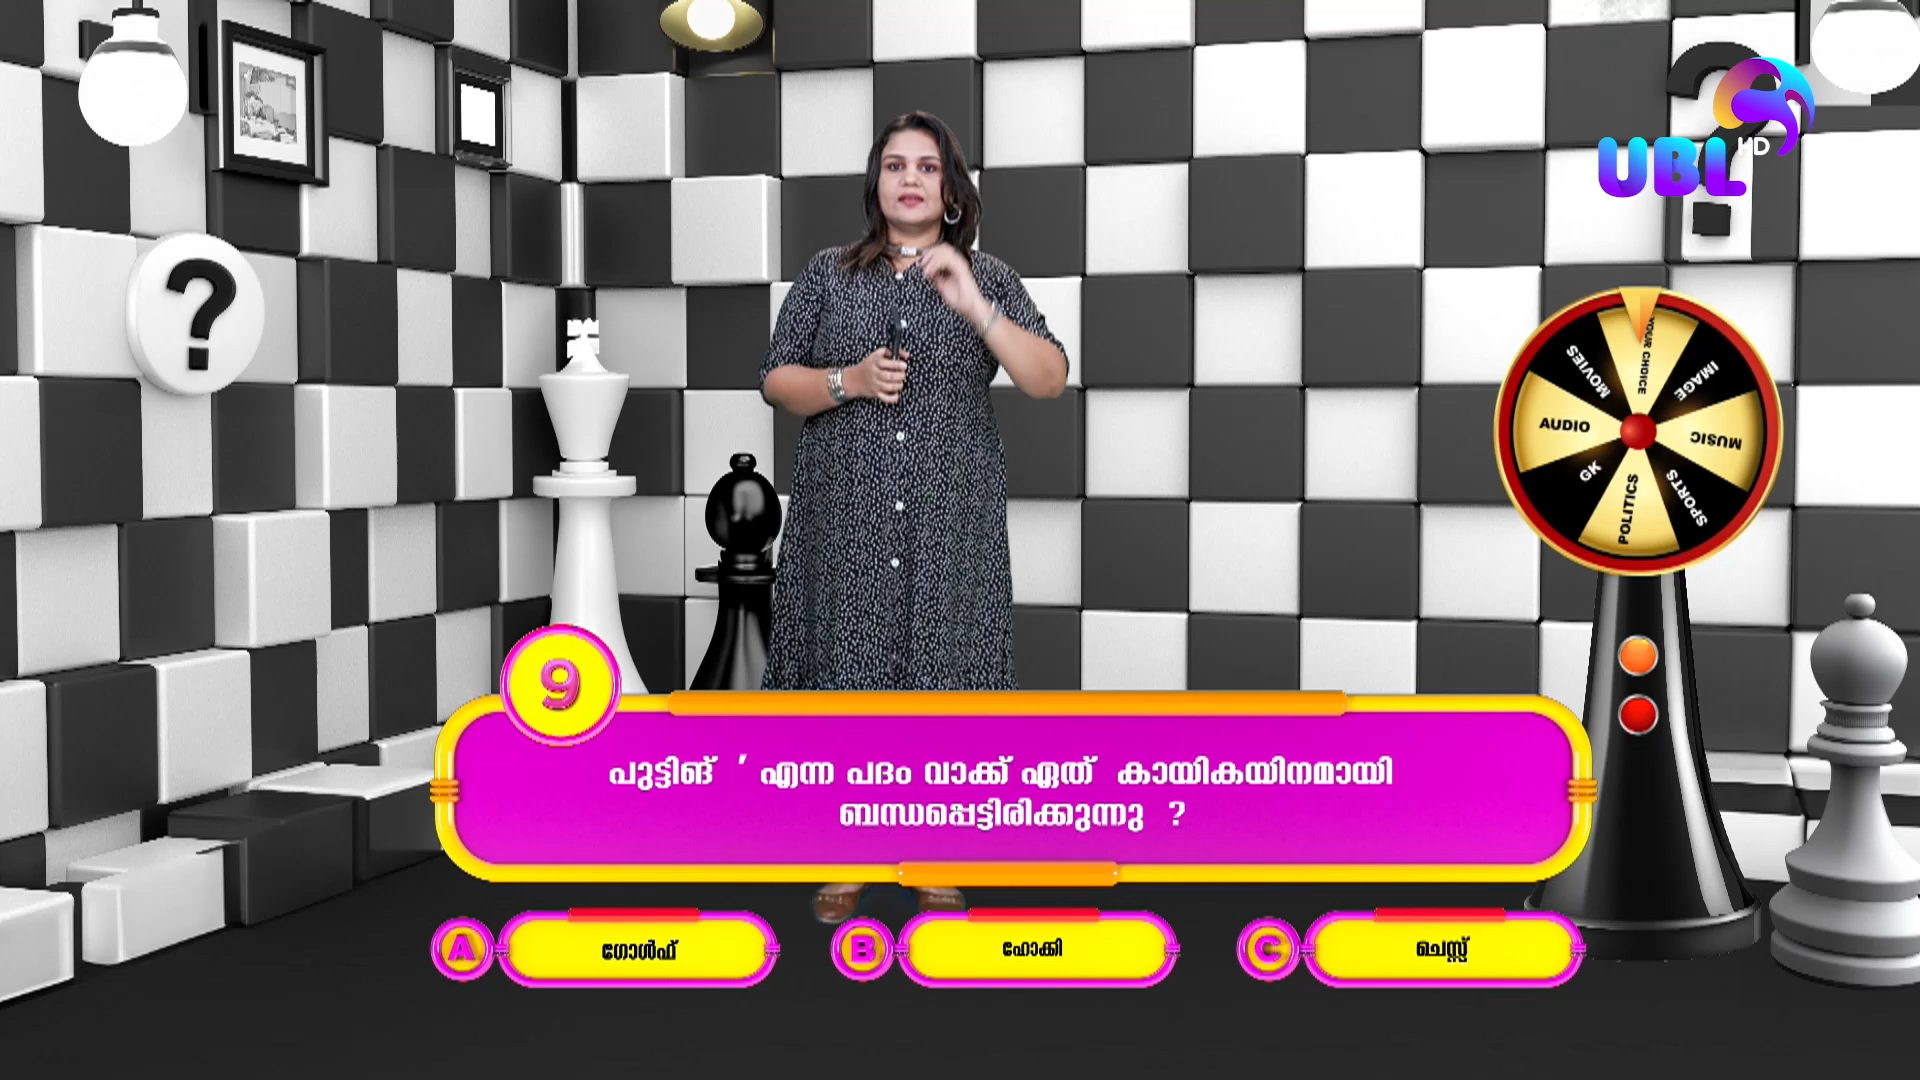 UBL HD
YOUR CHOICE
IMAGE
MUSIC
SPORTS
POLITICS
GK
AUDIO
MOVIES
9
പുട്ടിങ് ' എന്ന പദം വാക്ക് ഏത് കായികയിനമായി
ബന്ധപ്പെട്ടിരിക്കുന്നു ?
A ഗോൾഫ്
B ഹോക്കി
C ചെസ്സ്